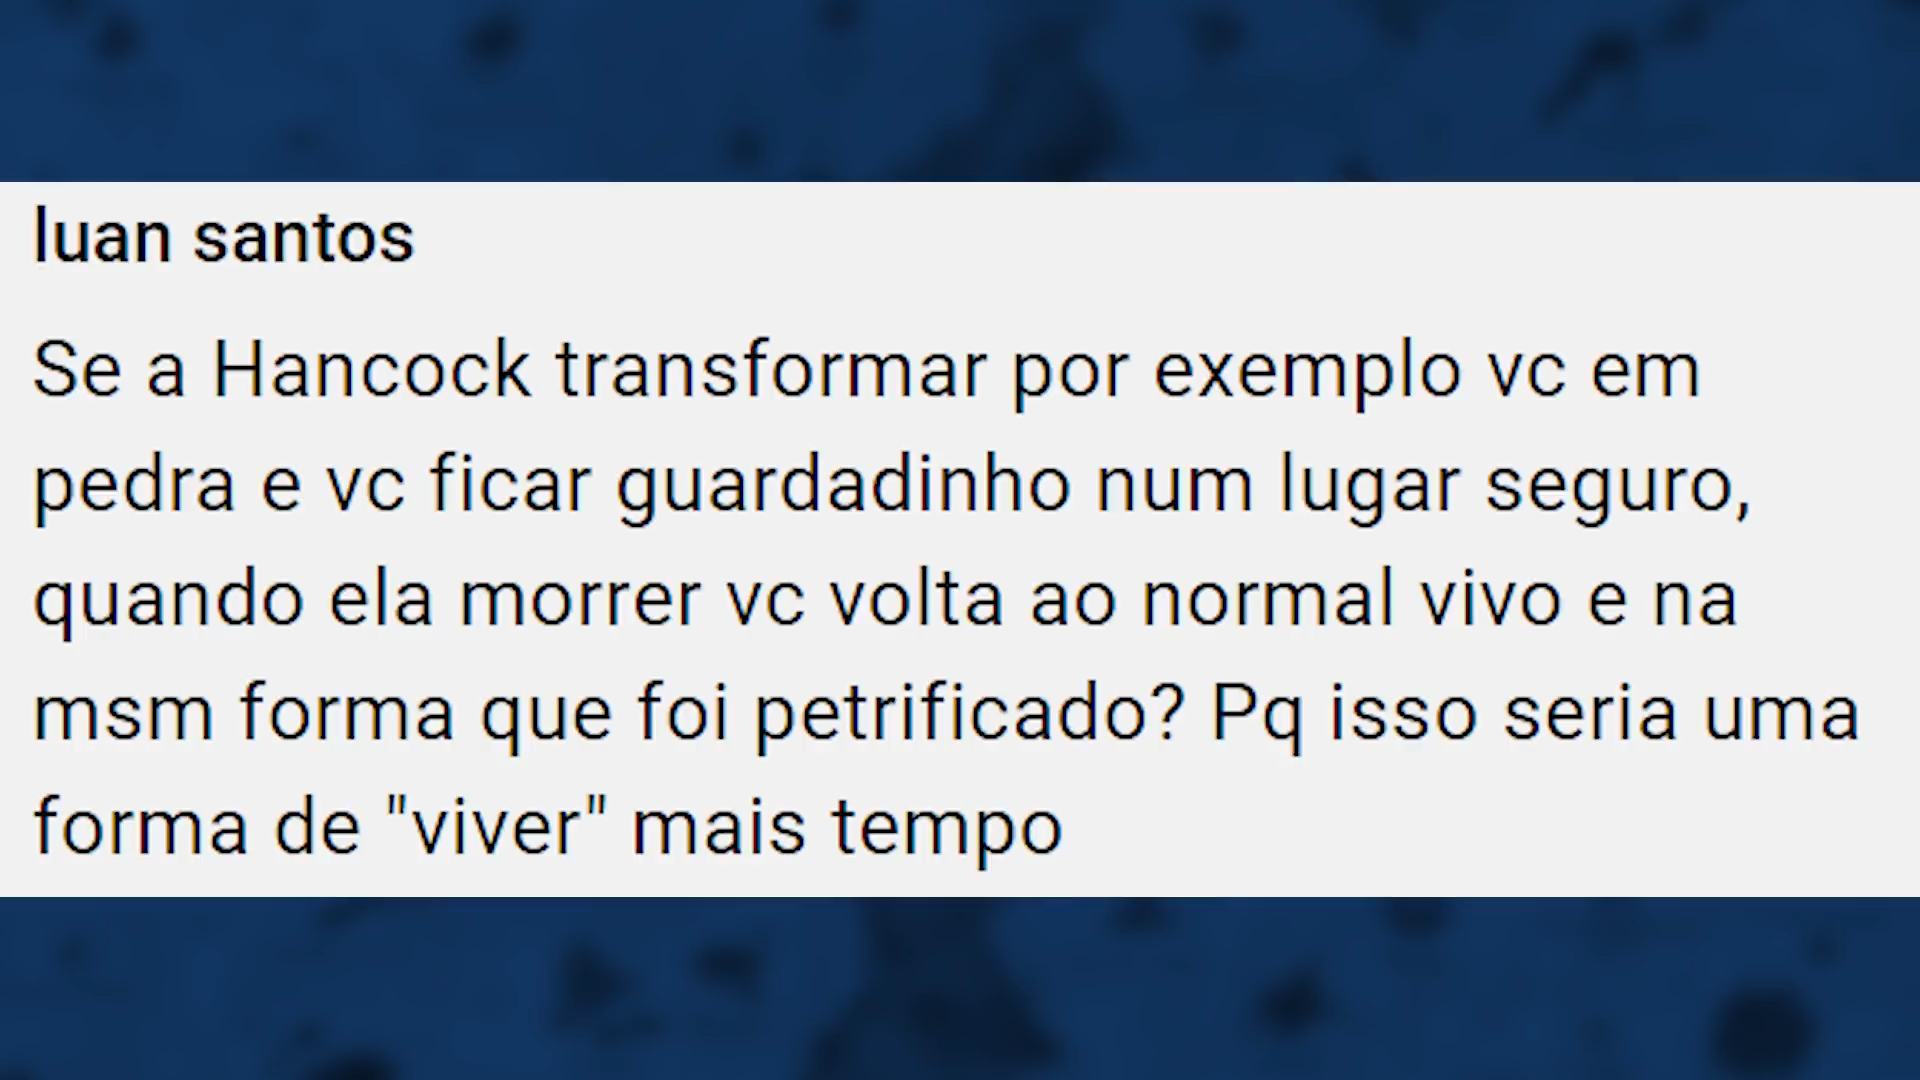 luan santos
Se a Hancock transformar por exemplo vc em
pedra e vc ficar guardadinho num lugar seguro,
quando ela morrer vc volta ao normal vivo e na
msm forma que foi petrificado? Pq isso seria uma
forma de "viver" mais tempo